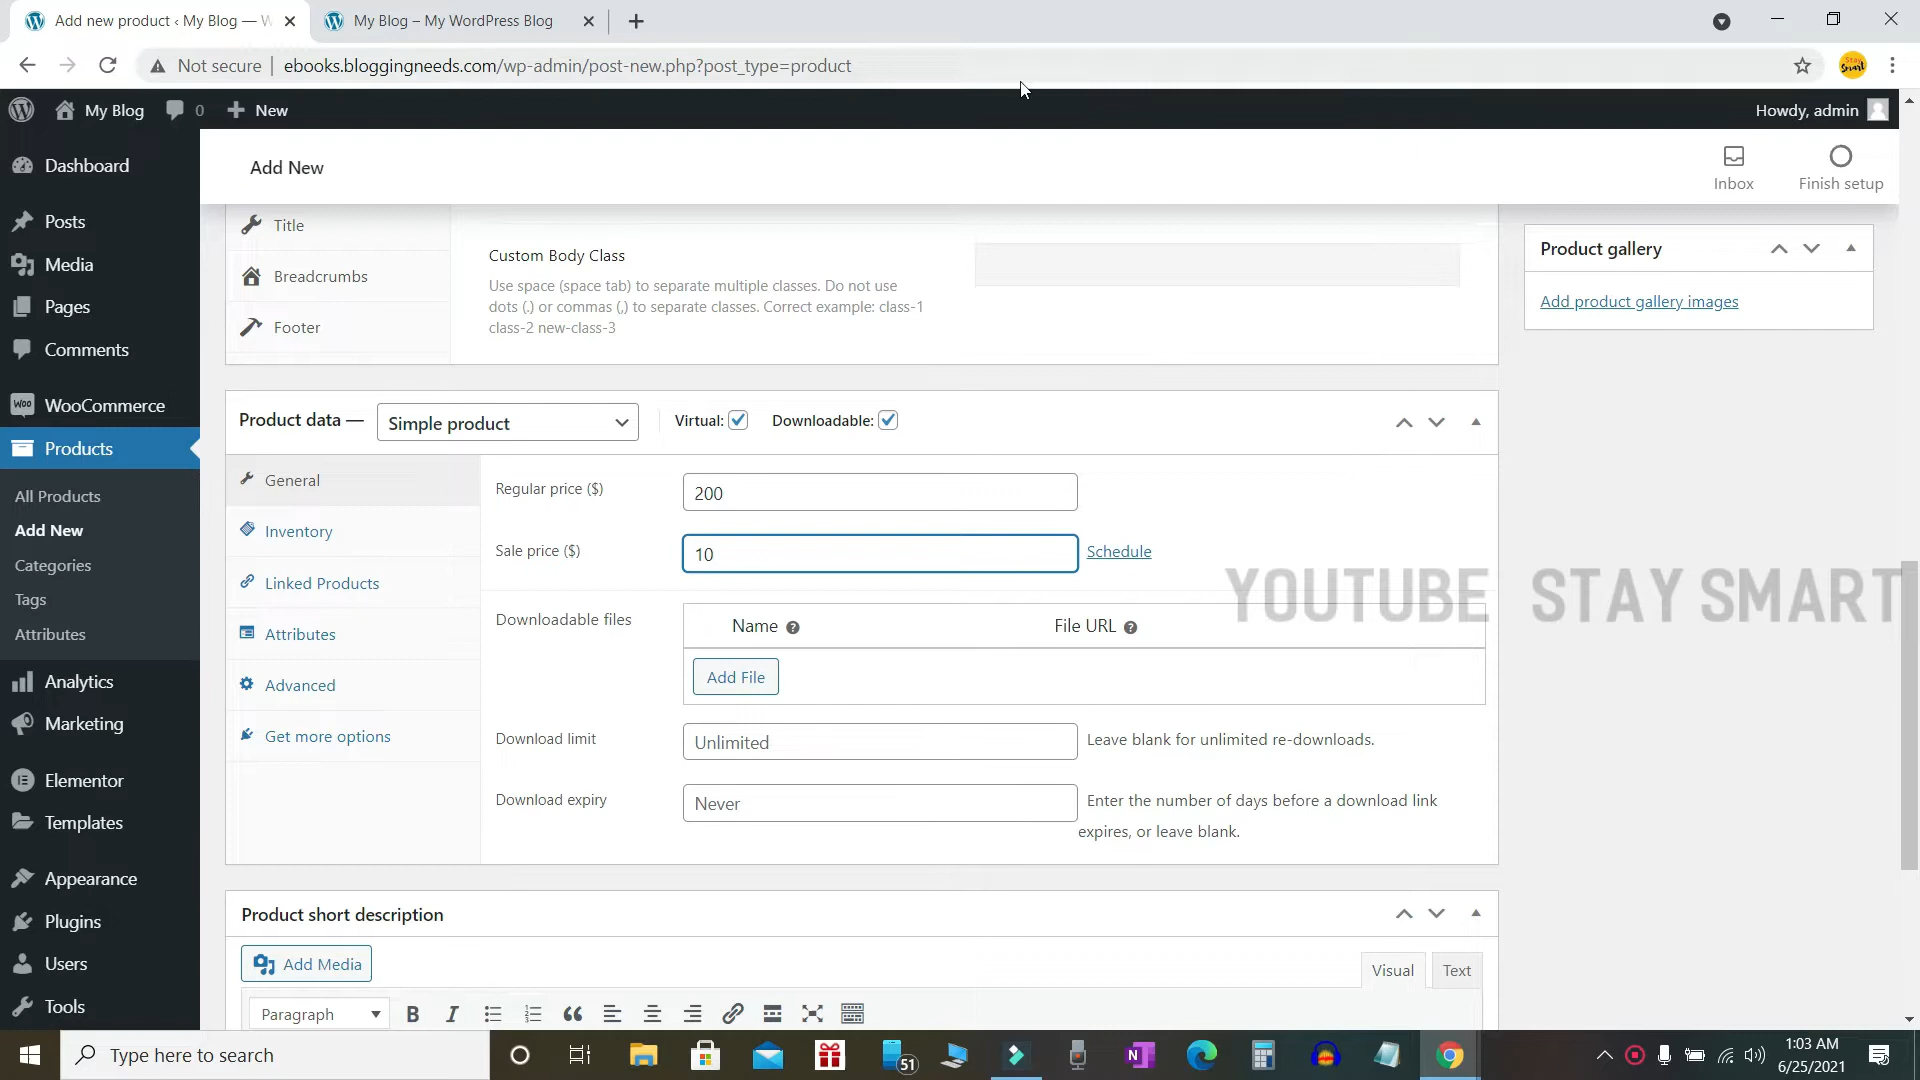 Add new product ‹ My Blog — W
My Blog – My WordPress Blog
Not secure
ebooks.bloggingneeds.com/wp-admin/post-new.php?post_type=product
Stay Smart
My Blog
0
New
Howdy, admin
Dashboard
Posts
Media
Pages
Comments
Woo
WooCommerce
Products
All Products
Add New
Categories
Tags
Attributes
Analytics
Marketing
Elementor
Templates
Appearance
Plugins
Users
Tools
Add New
Inbox
Finish setup
Title
Breadcrumbs
Footer
Custom Body Class
Use space (space tab) to separate multiple classes. Do not use
dots (.) or commas (,) to separate classes. Correct example: class-1
class-2 new-class-3
Product gallery
Add product gallery images
Product data —
Simple product
Virtual:
Downloadable:
General
Inventory
Linked Products
Attributes
Advanced
Get more options
Regular price ($)
200
Sale price ($)
10
Schedule
YOUTUBE STAY SMART
Downloadable files
Name ?
File URL ?
Add File
Download limit
Unlimited
Leave blank for unlimited re-downloads.
Download expiry
Never
Enter the number of days before a download link
expires, or leave blank.
Product short description
Add Media
Visual
Text
Paragraph
B
I
Type here to search
51
N
1:03 AM
6/25/2021